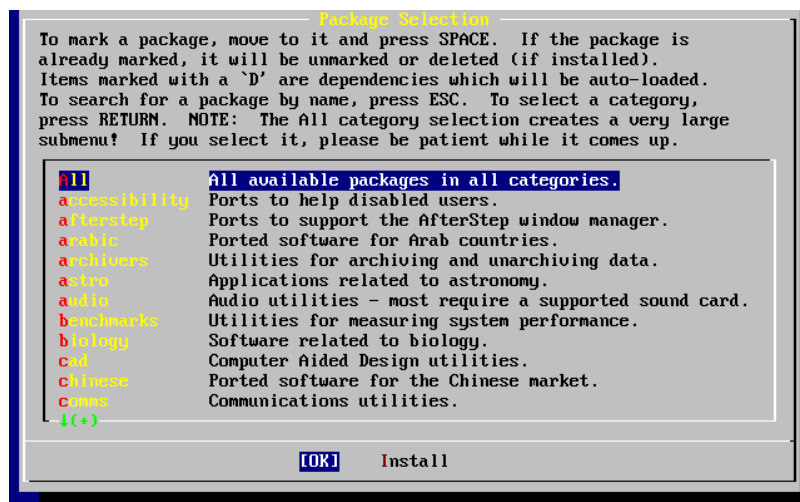 Package Selection
To mark a package, move to it and press SPACE.  If the package is
already marked, it will be unmarked or deleted (if installed).
Items marked with a `D' are dependencies which will be auto-loaded.
To search for a package by name, press ESC.  To select a category,
press RETURN.  NOTE:  The All category selection creates a very large
submenu!  If you select it, please be patient while it comes up.
All All available packages in all categories.
accessibility Ports to help disabled users.
afterstep Ports to support the AfterStep window manager.
arabic Ported software for Arab countries.
archivers Utilities for archiving and unarchiving data.
astro Applications related to astronomy.
audio Audio utilities - most require a supported sound card.
benchmarks Utilities for measuring system performance.
biology Software related to biology.
cad Computer Aided Design utilities.
chinese Ported software for the Chinese market.
comms Communications utilities.
↓(+)
[OK] Install